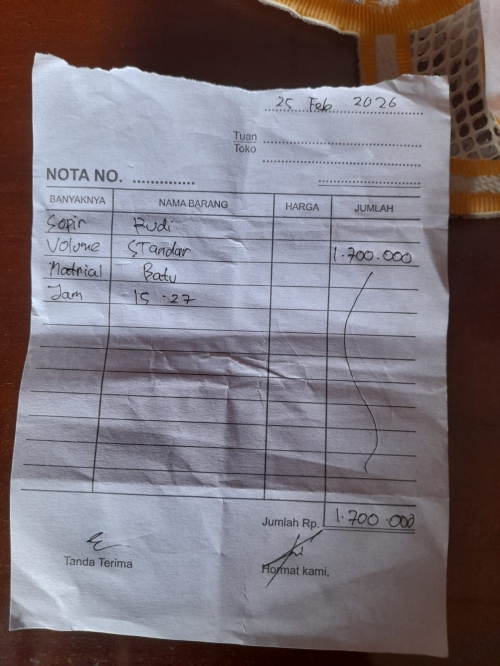 25 Feb 2026
Tuan
Toko
NOTA NO. ..............
BANYAKNYA NAMA BARANG HARGA JUMLAH
Sopir Rudi
Volume STandar 1.700.000
Matrial Batu
Jam 15.27
Jumlah Rp. 1.700.000
Tanda Terima Hormat kami,